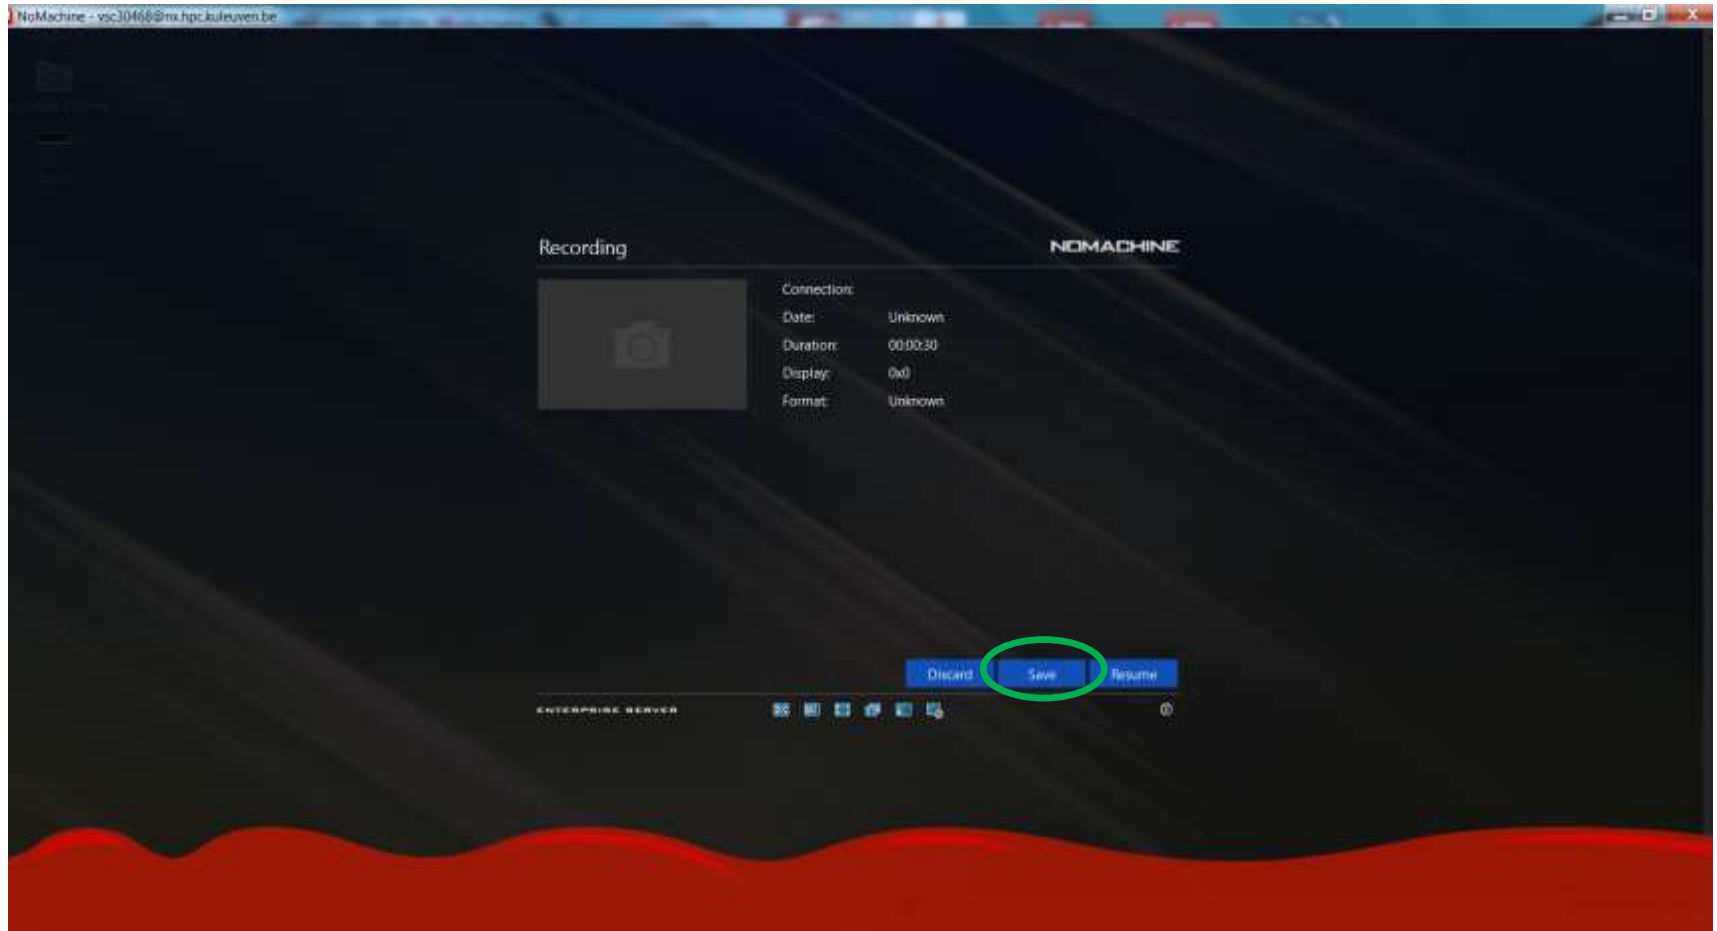 NoMachine - vsc30468@nx.hpc.kuleuven.be
Recording
NOMACHINE
Connection:
Date: Unknown
Duration: 00:00:30
Display: 0x0
Format: Unknown
Discard Save Resume
ENTERPRISE SERVER